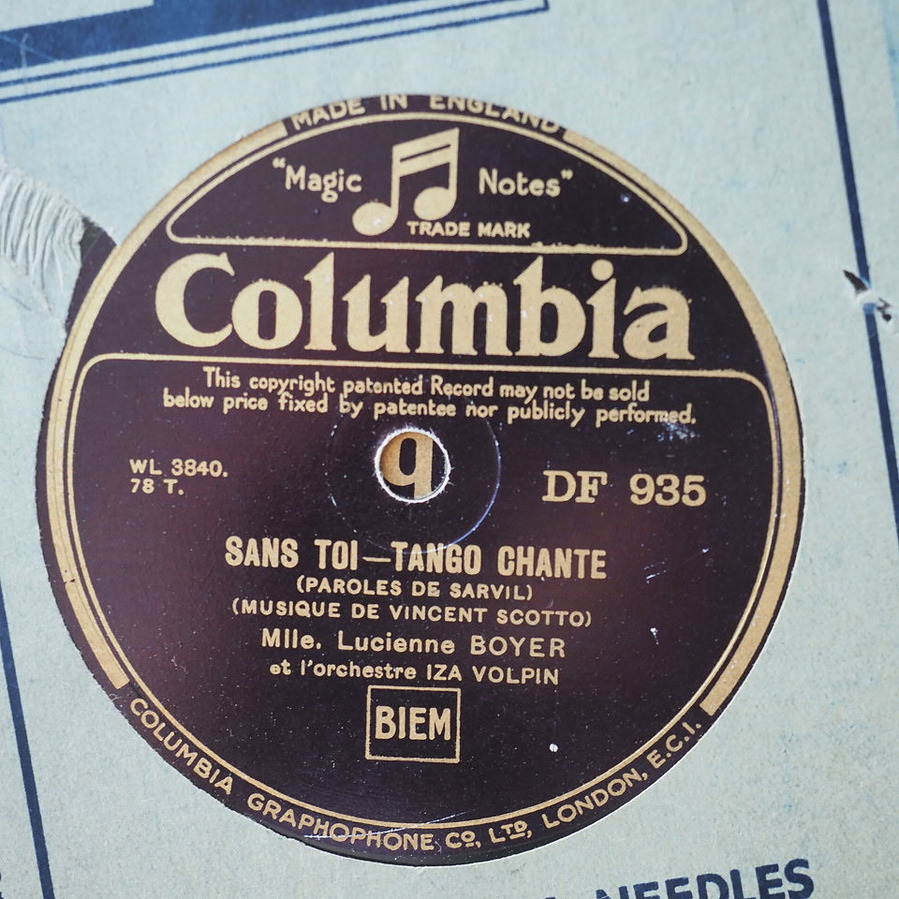 MADE IN ENGLAND
"Magic Notes"
TRADE MARK
Columbia
This copyright patented Record may not be sold
below price fixed by patentee nor publicly performed.
WL 3840.
78 T.
DF 935
SANS TOI—TANGO CHANTE
(PAROLES DE SARVIL)
(MUSIQUE DE VINCENT SCOTTO)
Mlle. Lucienne BOYER
et l'orchestre IZA VOLPIN
BIEM
COLUMBIA GRAPHOPHONE CO, LTD, LONDON, E.C.I.
NEEDLES